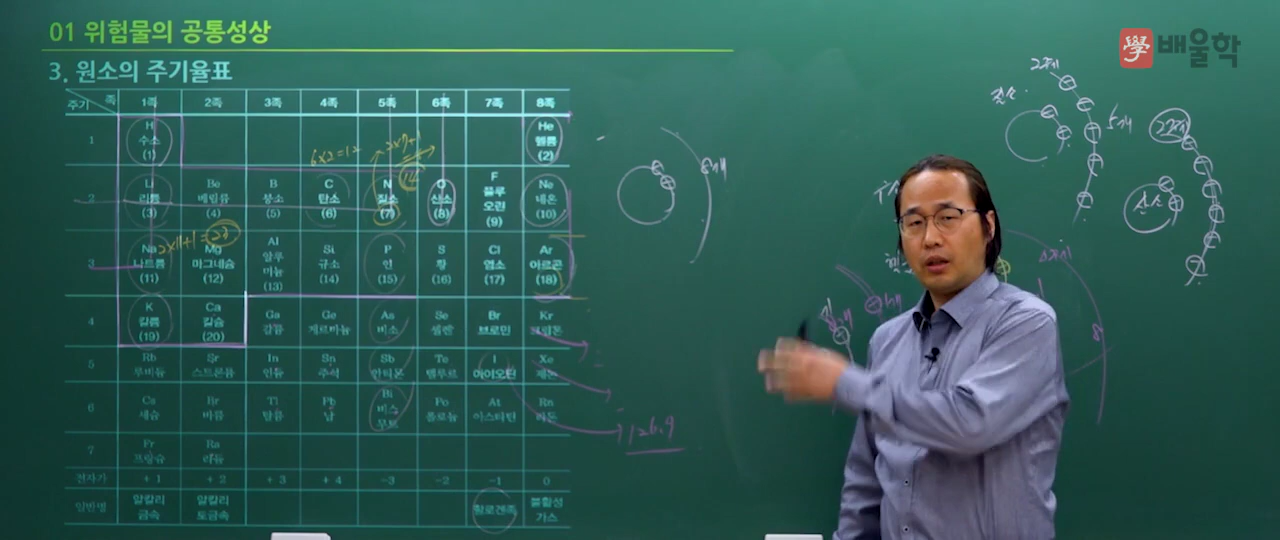 01 위험물의 공통성상
學 배울학
3. 원소의 주기율표
주기 족 1족 2족 3족 4족 5족 6족 7족 8족
1 H 수소 (1) He 헬륨 (2)
6×2=12
2×7+1
14
2 Li 리튬 (3) Be 베릴륨 (4) B 붕소 (5) C 탄소 (6) N 질소 (7) O 산소 (8) F 플루오린 (9) Ne 네온 (10)
2×11+1=23
3 Na 나트륨 (11) Mg 마그네슘 (12) Al 알루미늄 (13) Si 규소 (14) P 인 (15) S 황 (16) Cl 염소 (17) Ar 아르곤 (18)
4 K 칼륨 (19) Ca 칼슘 (20) Ga 갈륨 Ge 게르마늄 As 비소 Se 셀렌 Br 브로민 Kr 크립톤
5 Rb 루비듐 Sr 스트론튬 In 인듐 Sn 주석 Sb 안티몬 Te 텔루르 I 아이오딘 Xe 제논
6 Cs 세슘 Tl 탈륨 Pb 납 Bi 비스무트 Po 폴로늄 At 아스타틴 Rn 라돈
7 Fr 프랑슘 Ra 라듐
전자가 +1 +2 +3 +4 -3 -2 -1 0
일반명 알칼리금속 알칼리토금속 할로겐족 불활성가스
126.9
질소
5개
산소
8